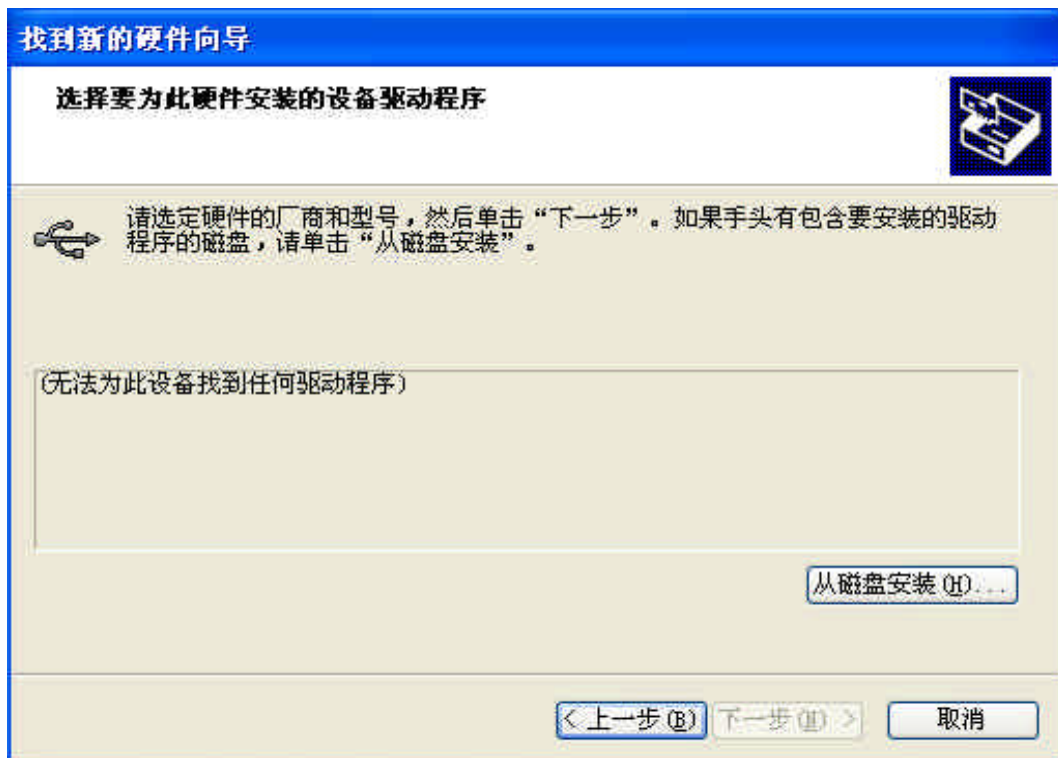 找到新的硬件向导
选择要为此硬件安装的设备驱动程序
请选定硬件的厂商和型号，然后单击“下一步”。如果手头有包含要安装的驱动
程序的磁盘，请单击“从磁盘安装”。
(无法为此设备找到任何驱动程序)
从磁盘安装(H)...
< 上一步(B)
下一步(N) >
取消